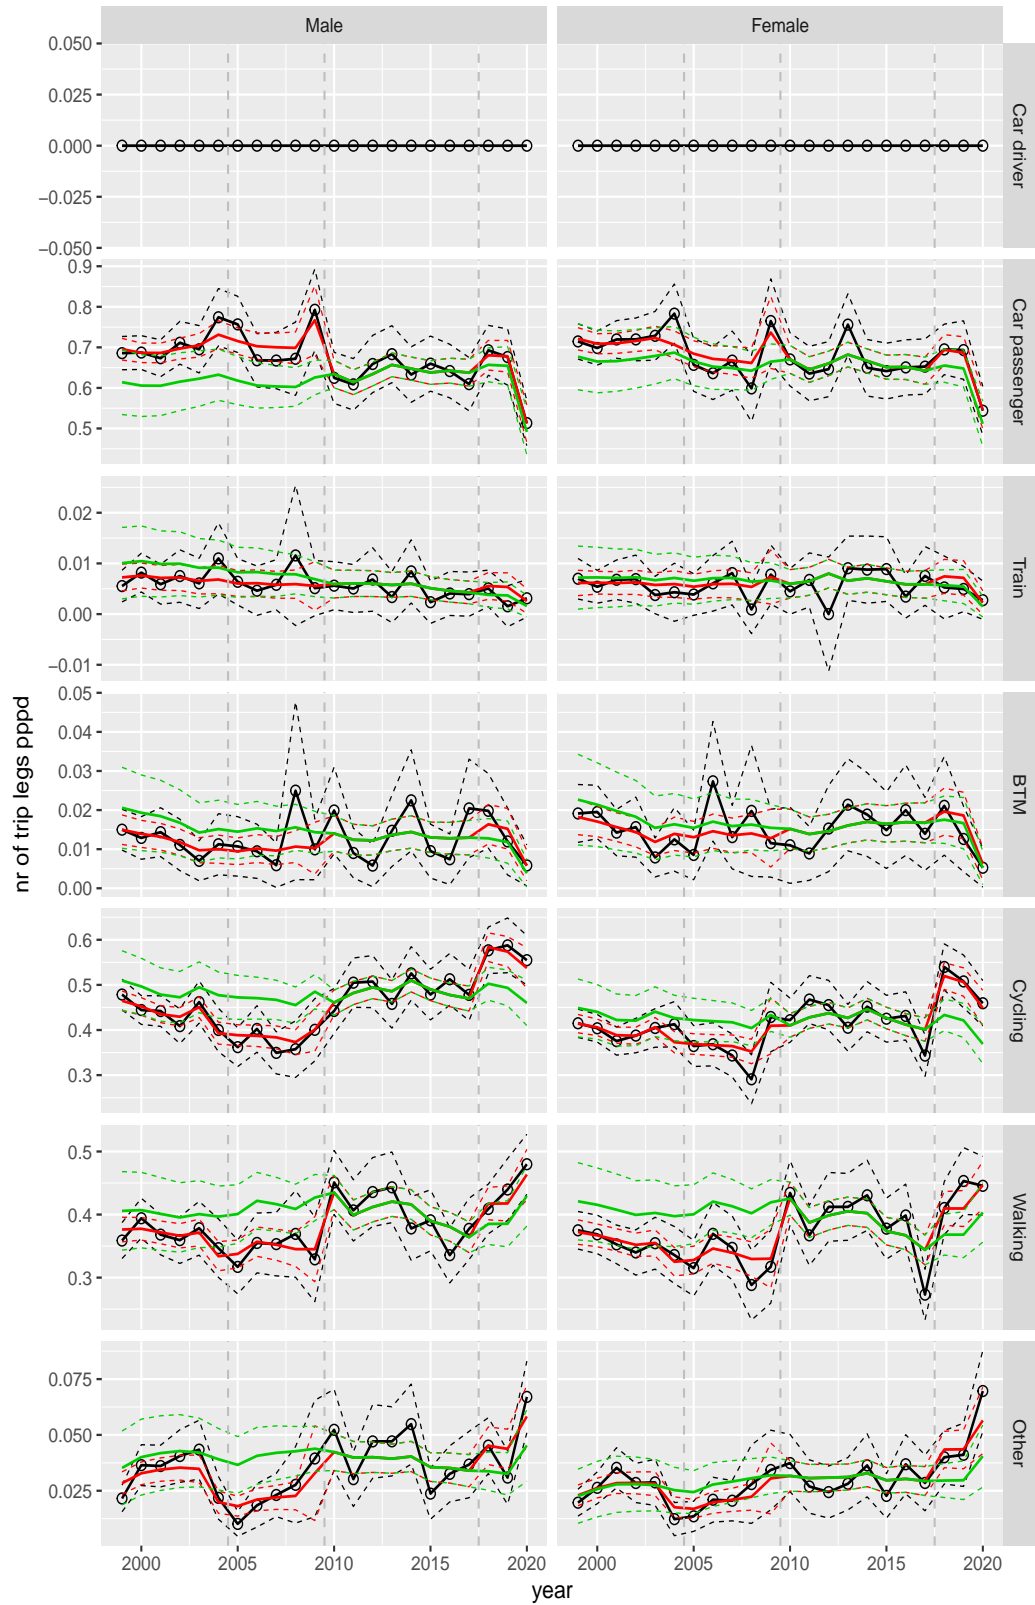 Male Female
0.050
0.025
0.000
−0.025
−0.050
Car driver
0.9
0.8
0.7
0.6
0.5
Car passenger
0.02
0.01
0.00
−0.01
Train
0.05
0.04
0.03
0.02
0.01
0.00
BTM
0.6
0.5
0.4
0.3
Cycling
0.5
0.4
0.3
Walking
0.075
0.050
0.025
Other
nr of trip legs pppd
2000 2005 2010 2015 2020 2000 2005 2010 2015 2020
year